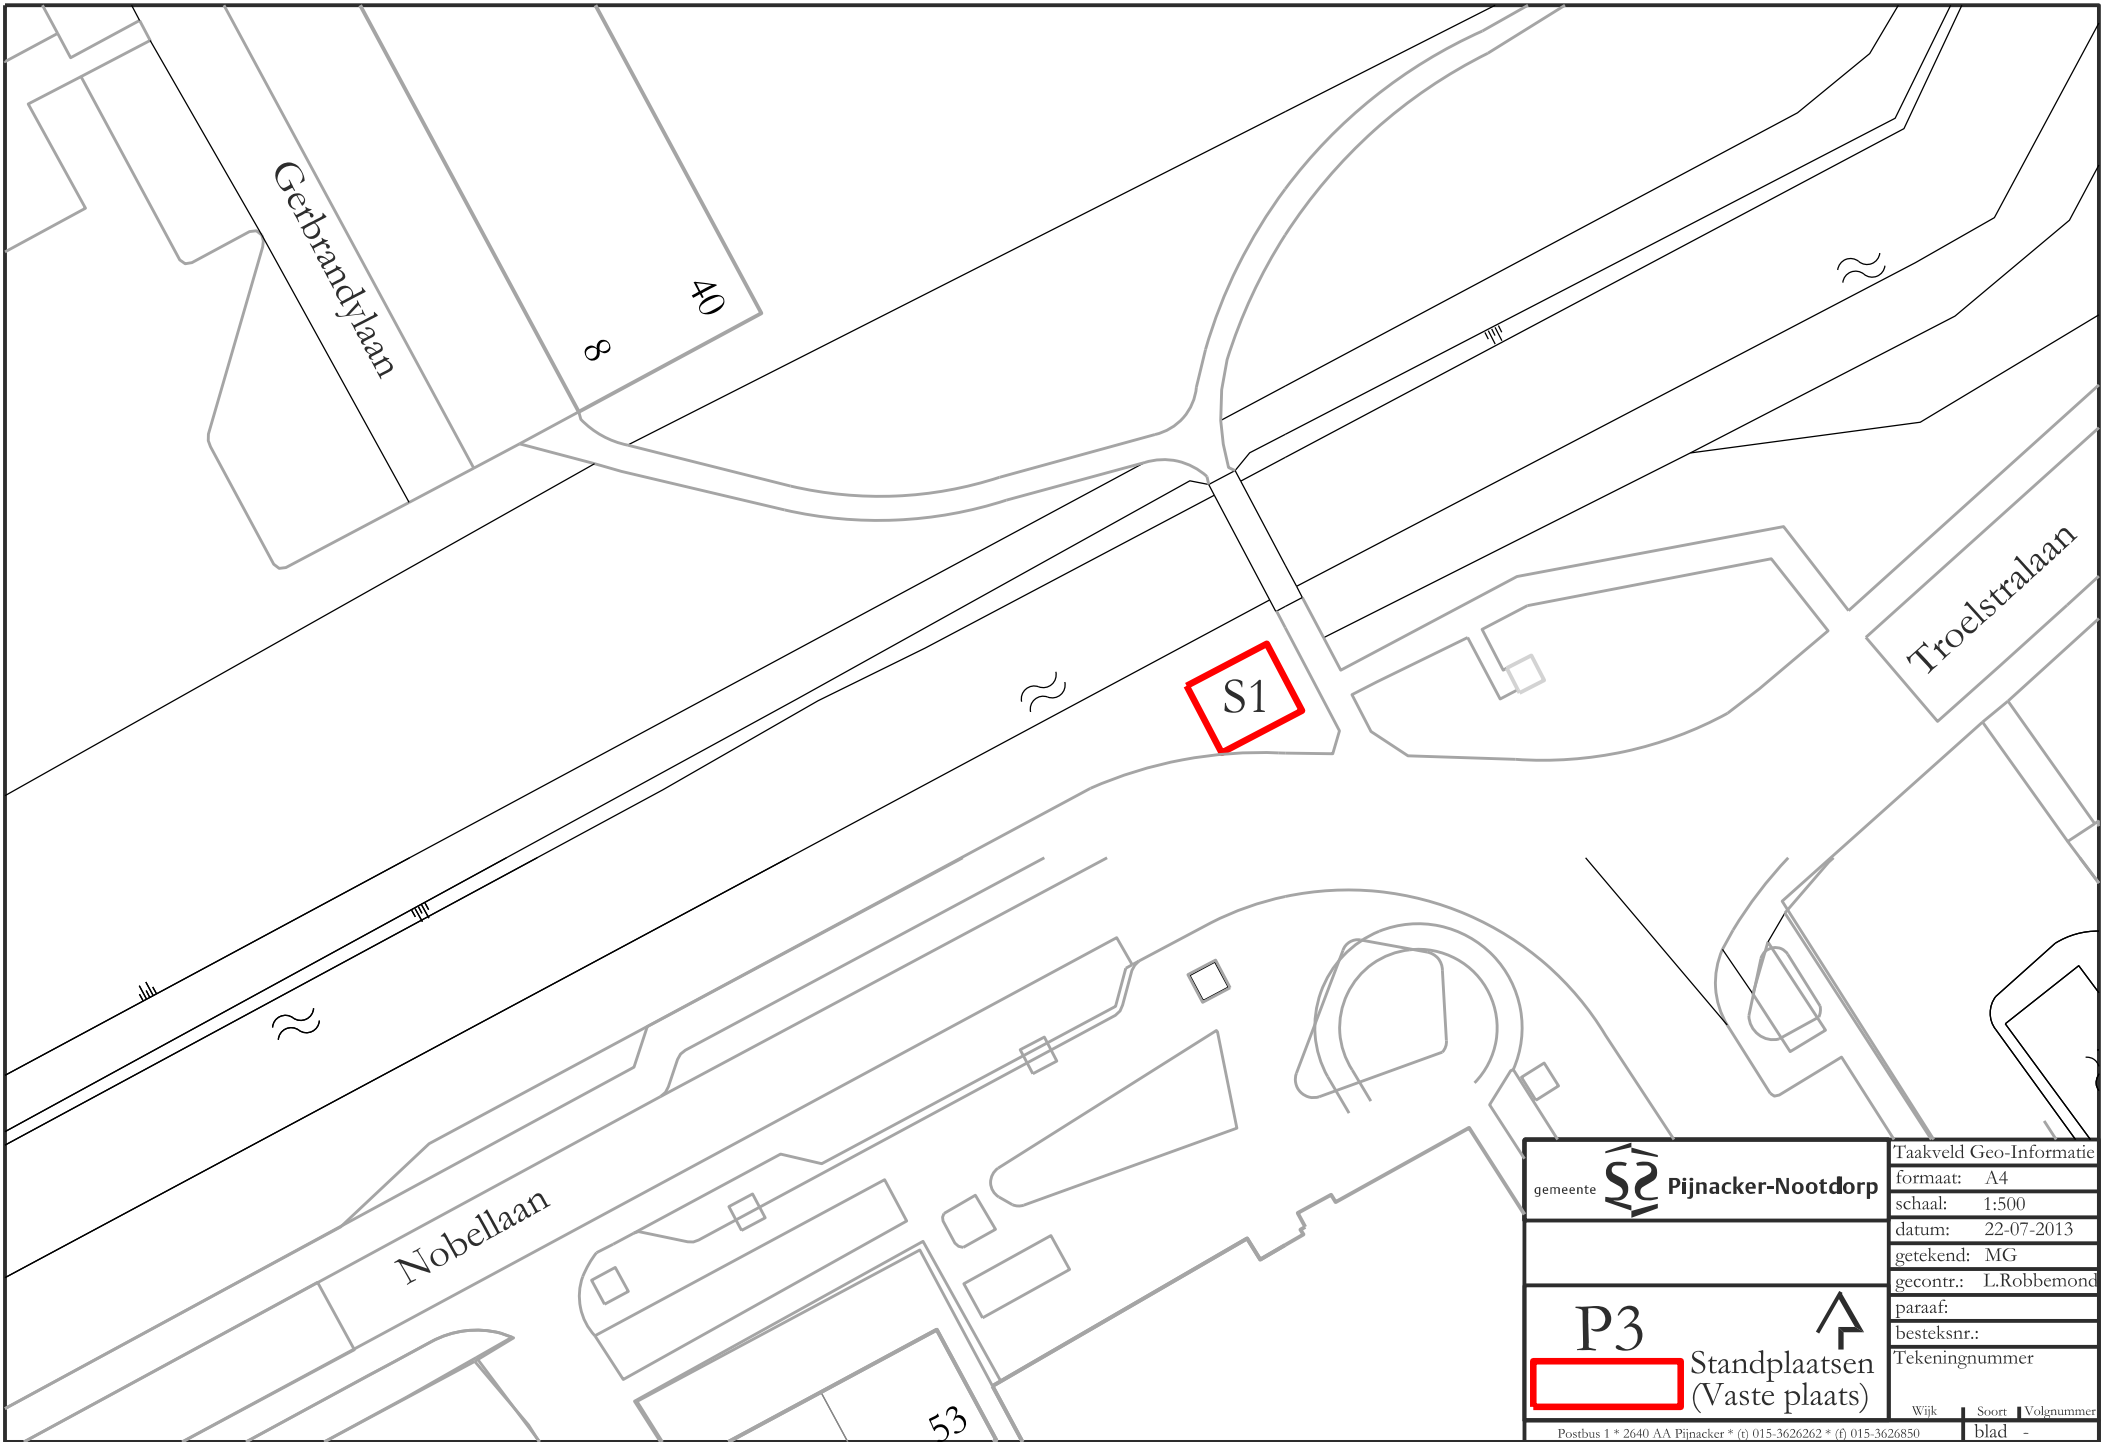 Gerbrandylaan
40
8
Troelstralaan
S1
Nobellaan
53
gemeente Pijnacker-Nootdorp
Taakveld Geo-Informatie
formaat: A4
schaal: 1:500
datum: 22-07-2013
getekend: MG
gecontr.: L.Robbemond
paraaf:
besteksnr.:
Tekeningnummer
P3
Standplaatsen
(Vaste plaats)
Wijk Soort Volgnummer
Postbus 1 * 2640 AA Pijnacker * (t) 015-3626262 * (f) 015-3626850
blad -